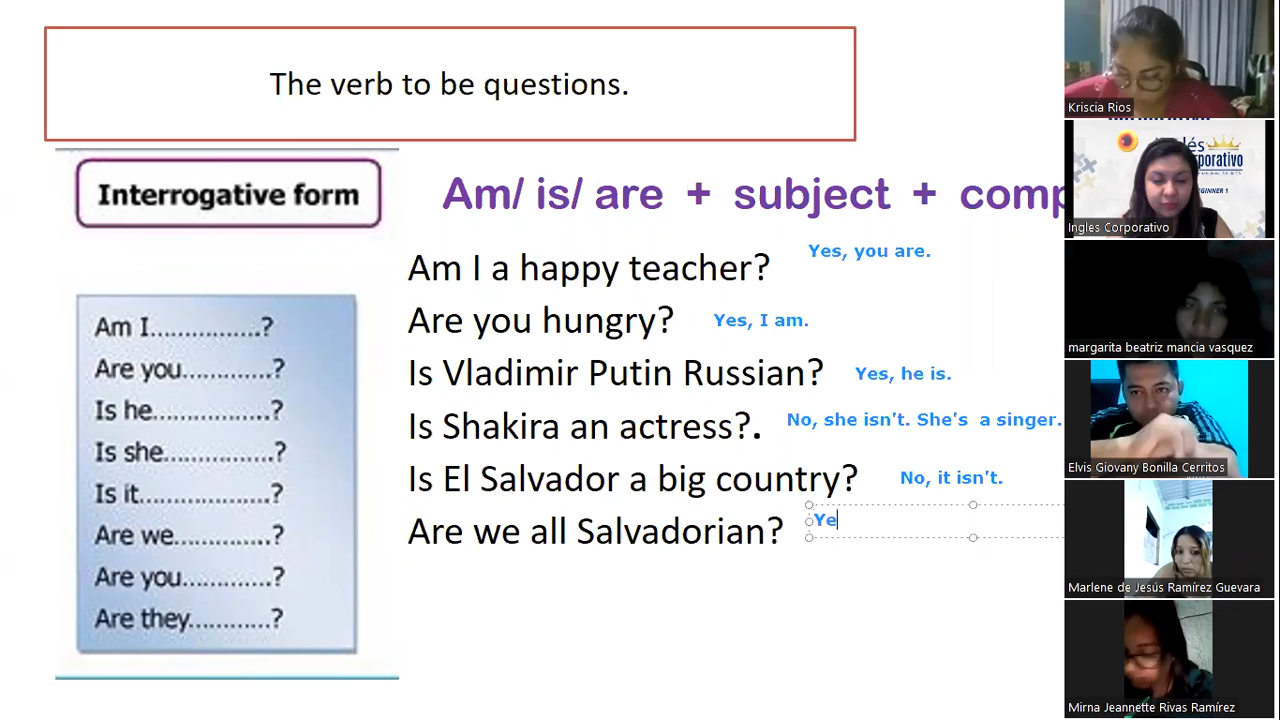 The verb to be questions.
Interrogative form
Am/ is/ are + subject + comp
Am I a happy teacher? Yes, you are.
Are you hungry? Yes, I am.
Is Vladimir Putin Russian? Yes, he is.
Is Shakira an actress?. No, she isn't. She's a singer.
Is El Salvador a big country? No, it isn't.
Are we all Salvadorian? Ye
Am I................?
Are you............?
Is he...............?
Is she..............?
Is it................?
Are we............?
Are you............?
Are they...........?
Kriscia Rios
Ingles Corporativo
margarita beatriz mancia vasquez
Elvis Giovany Bonilla Cerritos
Marlene de Jesús Ramírez Guevara
Mirna Jeannette Rivas Ramírez